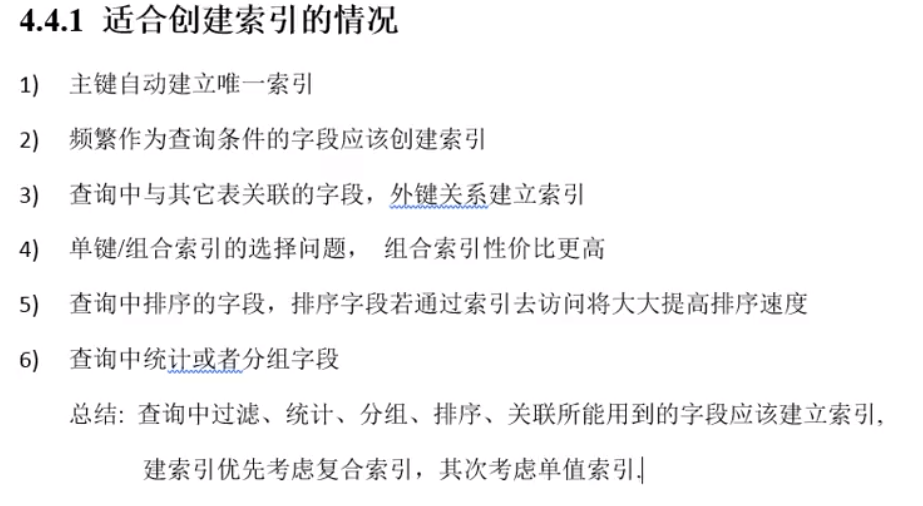 4.4.1 适合创建索引的情况
1) 主键自动建立唯一索引
2) 频繁作为查询条件的字段应该创建索引
3) 查询中与其它表关联的字段，外键关系建立索引
4) 单键/组合索引的选择问题， 组合索引性价比更高
5) 查询中排序的字段，排序字段若通过索引去访问将大大提高排序速度
6) 查询中统计或者分组字段
总结: 查询中过滤、统计、分组、排序、关联所能用到的字段应该建立索引,
建索引优先考虑复合索引，其次考虑单值索引.